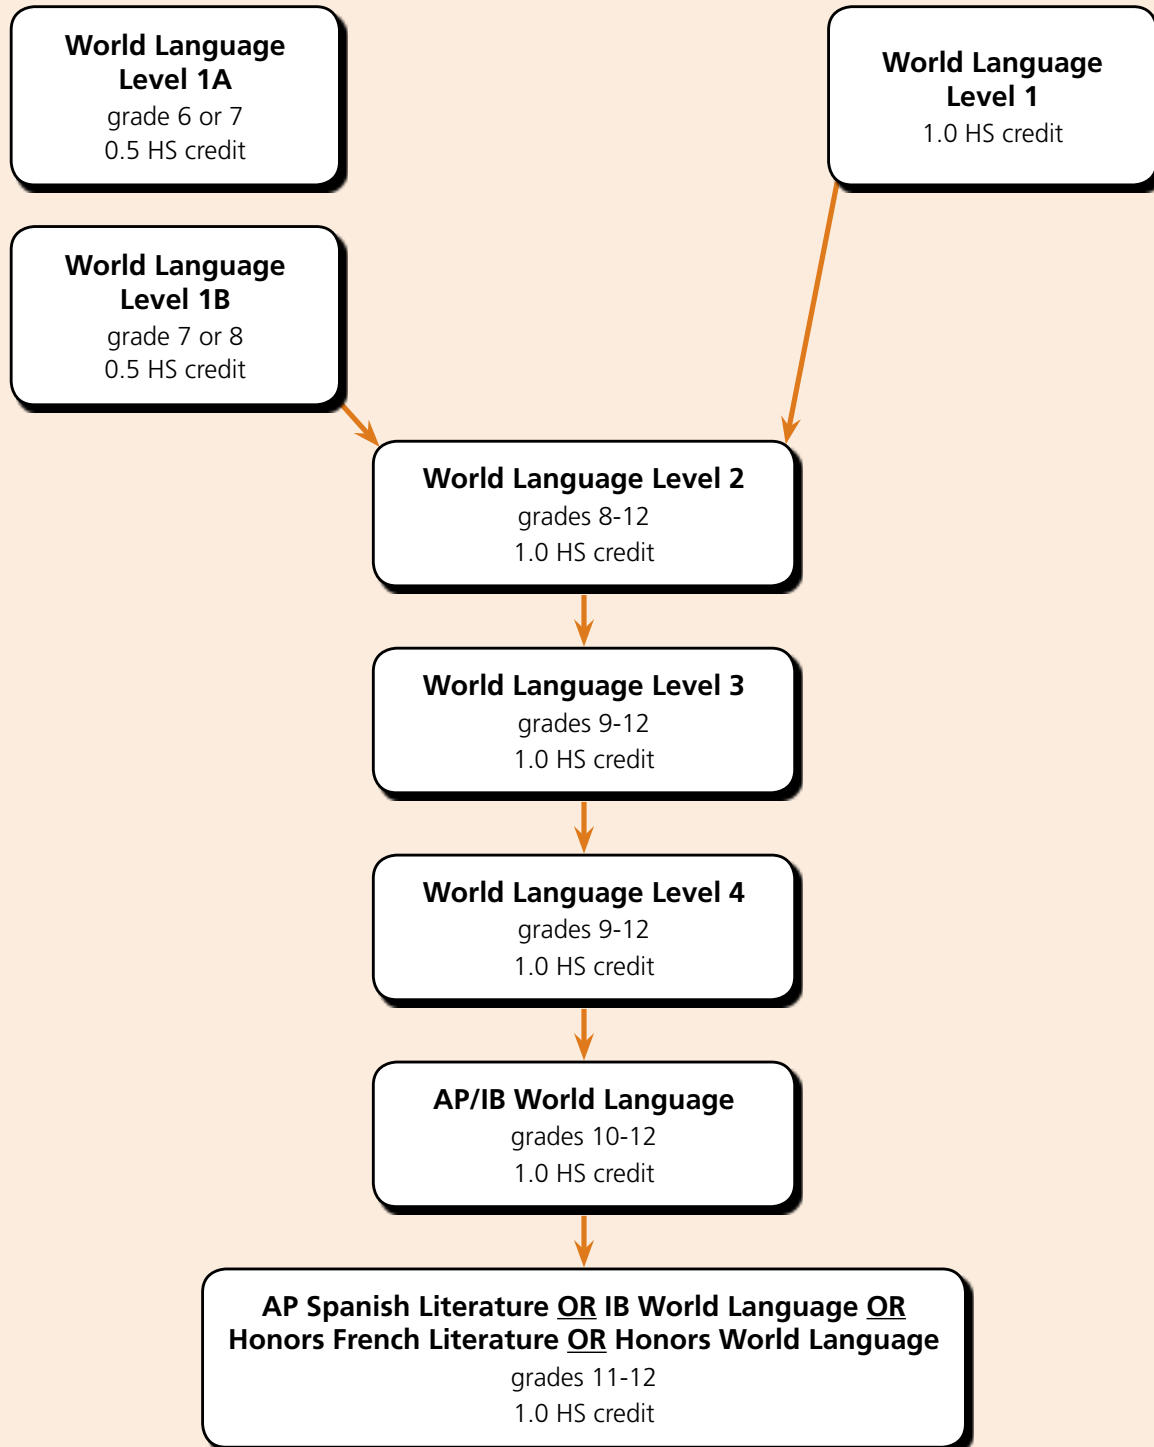 World Language
Level 1A
grade 6 or 7
0.5 HS credit
World Language
Level 1
1.0 HS credit
World Language
Level 1B
grade 7 or 8
0.5 HS credit
World Language Level 2
grades 8-12
1.0 HS credit
World Language Level 3
grades 9-12
1.0 HS credit
World Language Level 4
grades 9-12
1.0 HS credit
AP/IB World Language
grades 10-12
1.0 HS credit
AP Spanish Literature OR IB World Language OR
Honors French Literature OR Honors World Language
grades 11-12
1.0 HS credit